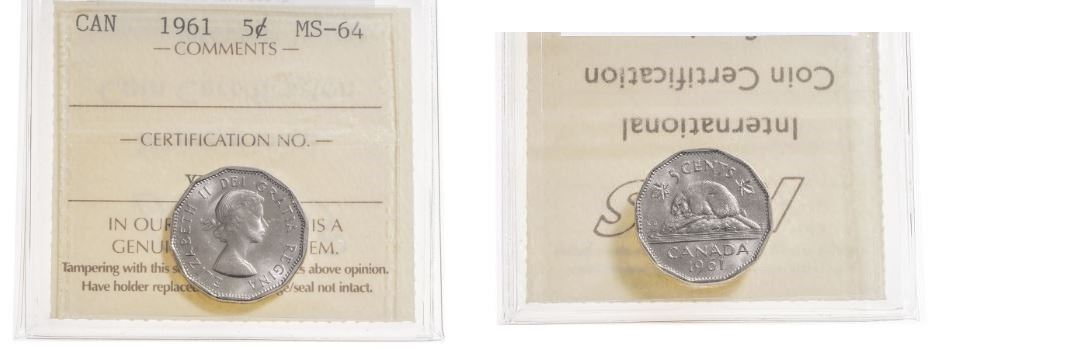 CAN 1961 5¢ MS-64
— COMMENTS —
— CERTIFICATION NO. —
IN OUR IS A
GENUI EM.
Tampering with this above opinion.
Have holder replace /seal not intact.
ELIZABETH II DEI GRATIA REGINA
Coin Certification
International
5 CENTS
CANADA
1961